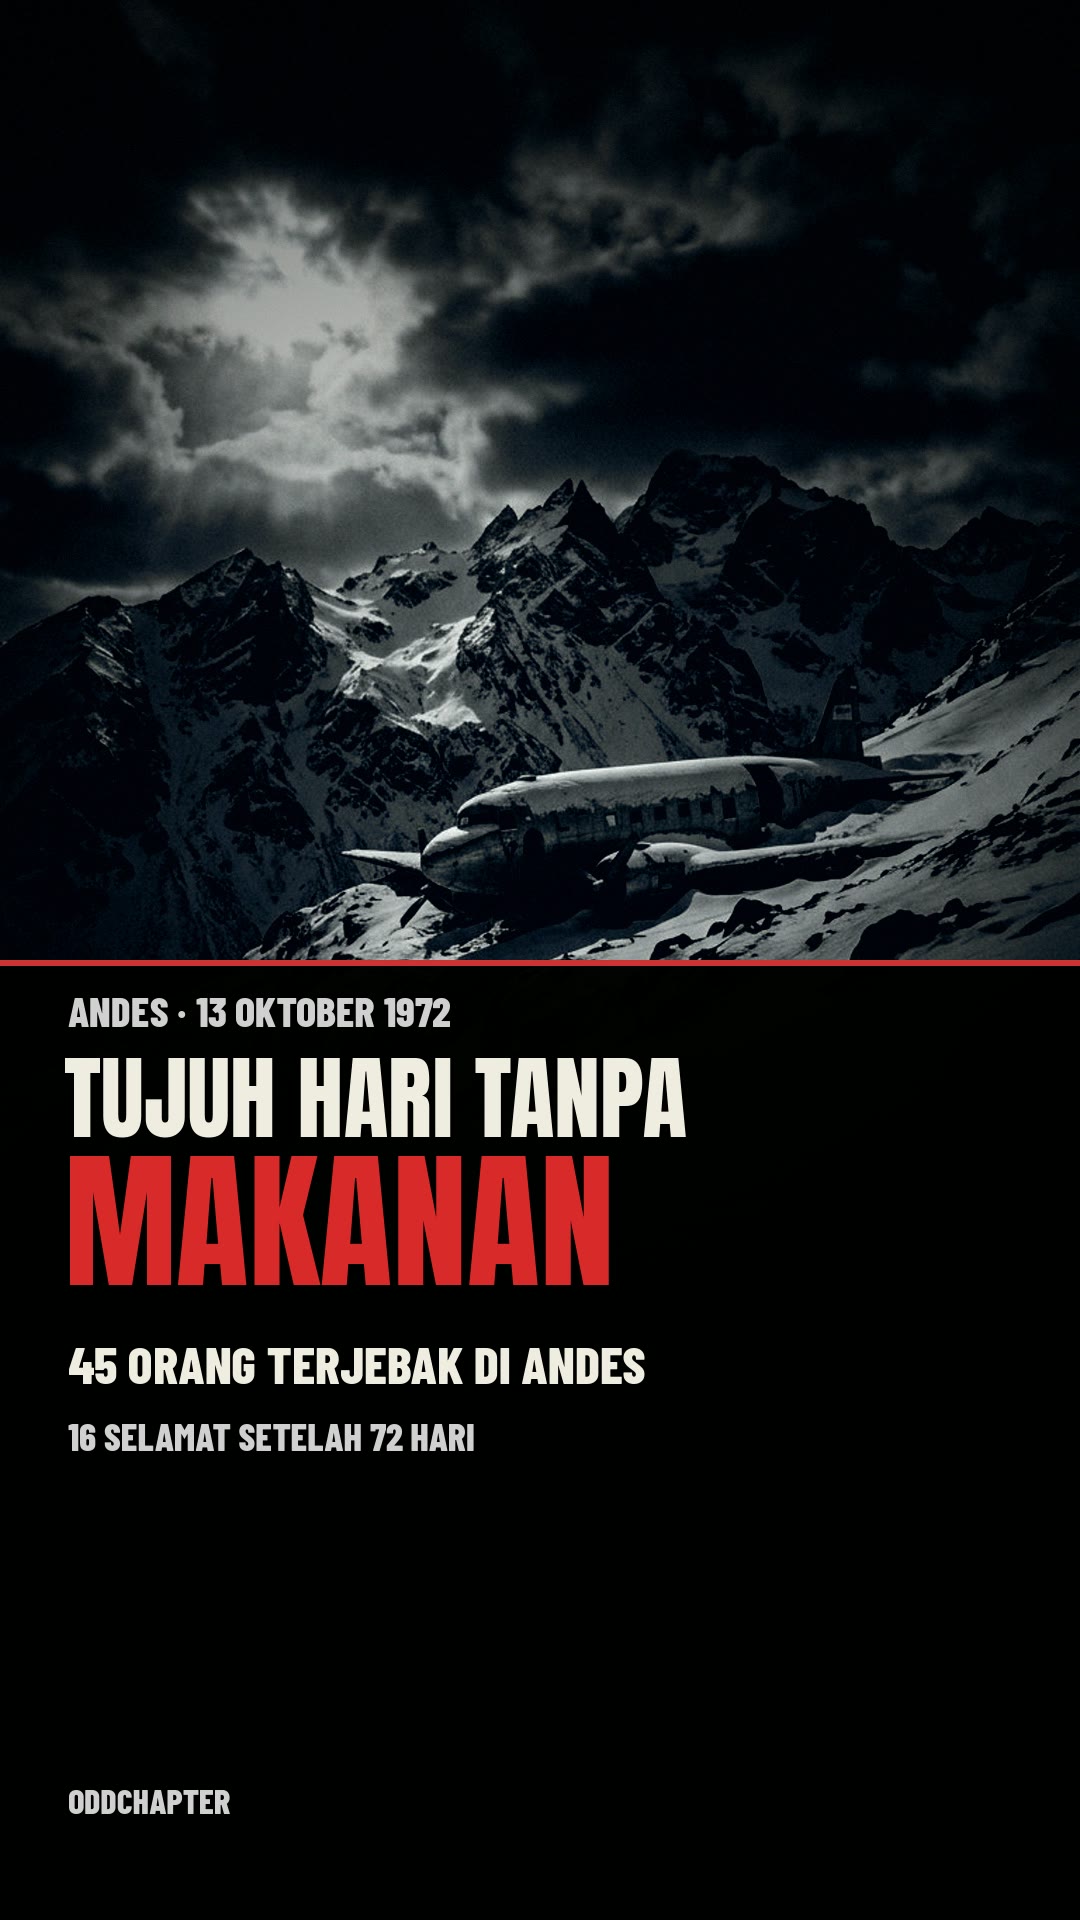 ANDES · 13 OKTOBER 1972
TUJUH HARI TANPA
MAKANAN
45 ORANG TERJEBAK DI ANDES
16 SELAMAT SETELAH 72 HARI
ODDCHAPTER